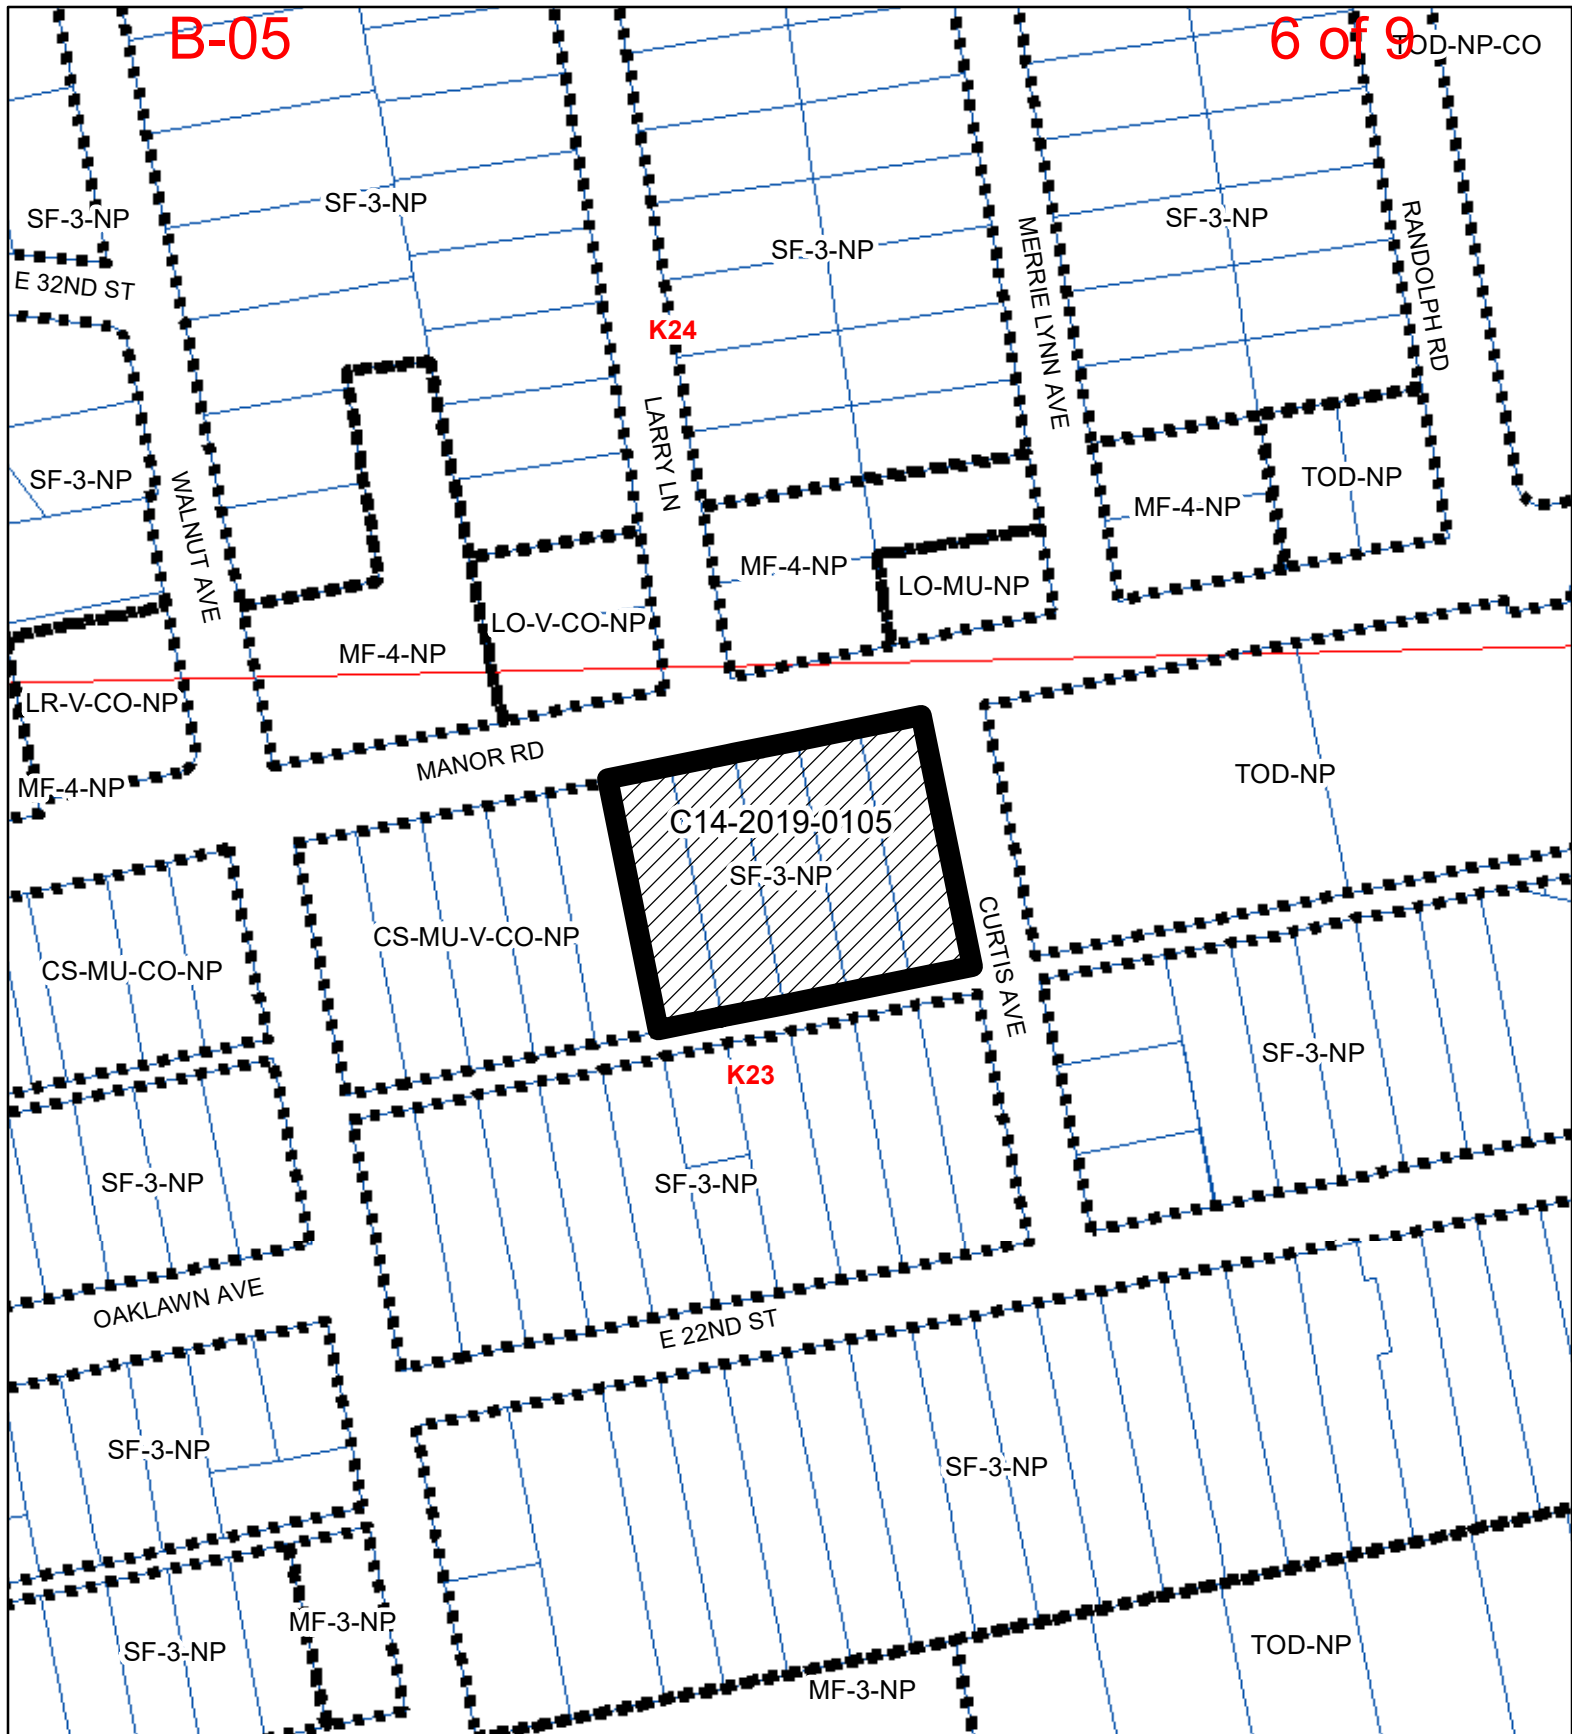 B-05
6 of 9
TOD-NP-CO
SF-3-NP
SF-3-NP
SF-3-NP
SF-3-NP
E 32ND ST
MERRIE LYNN AVE
RANDOLPH RD
K24
LARRY LN
SF-3-NP
WALNUT AVE
MF-4-NP
TOD-NP
MF-4-NP
LO-MU-NP
LO-V-CO-NP
MF-4-NP
LR-V-CO-NP
MANOR RD
MF-4-NP
TOD-NP
C14-2019-0105
SF-3-NP
CS-MU-V-CO-NP
CS-MU-CO-NP
CURTIS AVE
SF-3-NP
K23
SF-3-NP
SF-3-NP
OAKLAWN AVE
E 22ND ST
SF-3-NP
SF-3-NP
MF-3-NP
SF-3-NP
TOD-NP
MF-3-NP